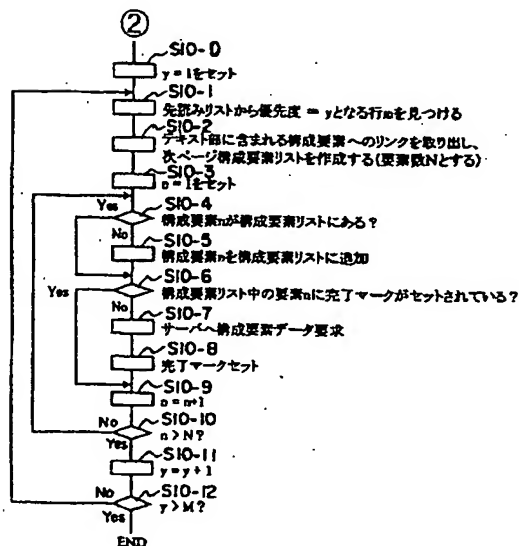 ②
S10-0
y=1をセット
S10-1
先読みリストから優先度=yとなる行mを見つける
S10-2
テキスト部に含まれる構成要素へのリンクを取り出し、
次ページ構成要素リストを作成する(要素数Nとする)
S10-3
n=1をセット
Yes
S10-4
構成要素nが構成要素リストにある?
No
S10-5
構成要素nを構成要素リストに追加
S10-6
Yes
構成要素リスト中の要素nに完了マークがセットされている?
No
S10-7
サーバへ構成要素データ要求
S10-8
完了マークセット
S10-9
n=n+1
No
S10-10
n>N?
Yes
S10-11
y=y+1
No
S10-12
y>M?
Yes
END